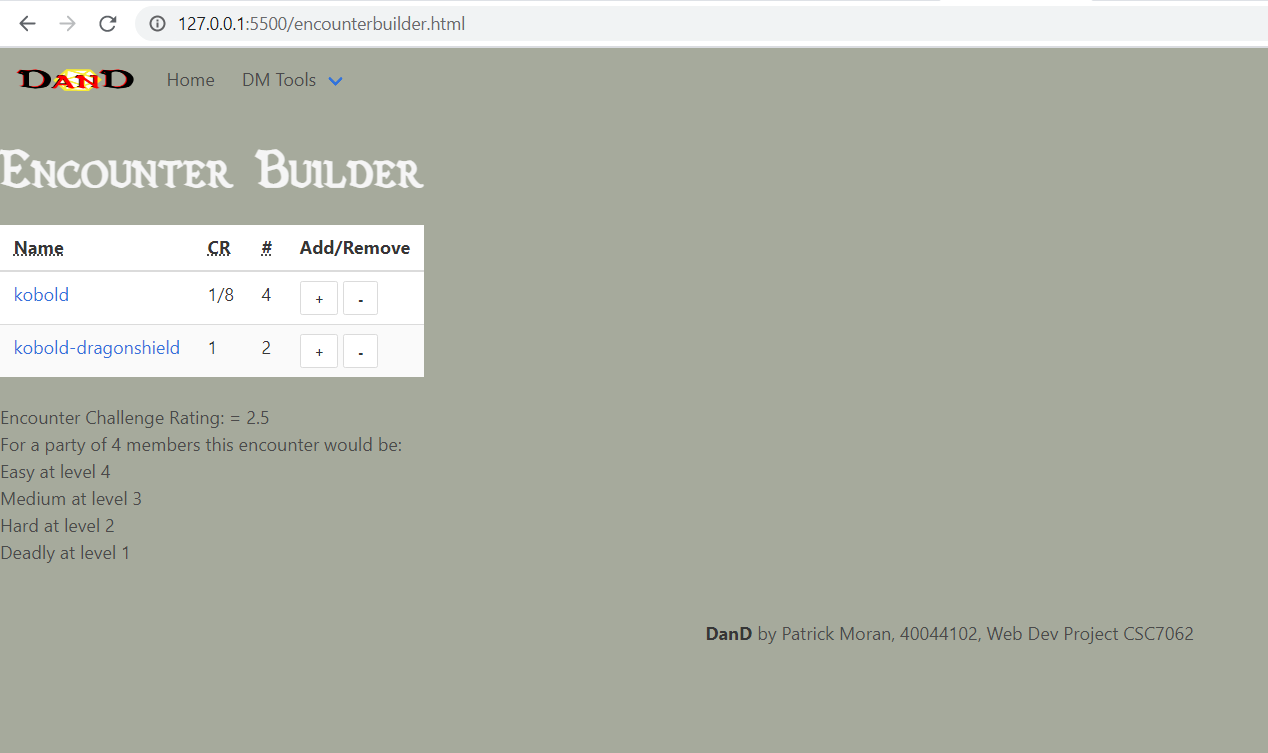 127.0.0.1:5500/encounterbuilder.html
DanD Home DM Tools
Encounter Builder
Name CR # Add/Remove
kobold 1/8 4 + -
kobold-dragonshield 1 2 + -
Encounter Challenge Rating: = 2.5
For a party of 4 members this encounter would be:
Easy at level 4
Medium at level 3
Hard at level 2
Deadly at level 1
DanD by Patrick Moran, 40044102, Web Dev Project CSC7062